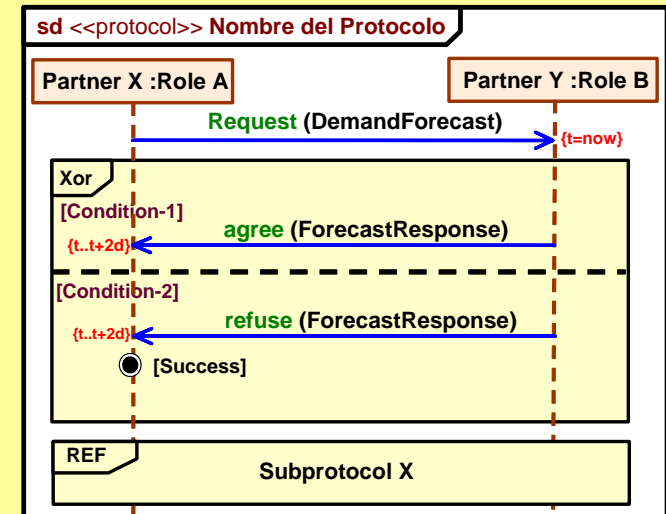 sd <<protocol>> Nombre del Protocolo
Partner X :Role A
Partner Y :Role B
Request (DemandForecast)
{t=now}
Xor
[Condition-1]
agree (ForecastResponse)
{t..t+2d}
[Condition-2]
refuse (ForecastResponse)
{t..t+2d}
[Success]
REF
Subprotocol X